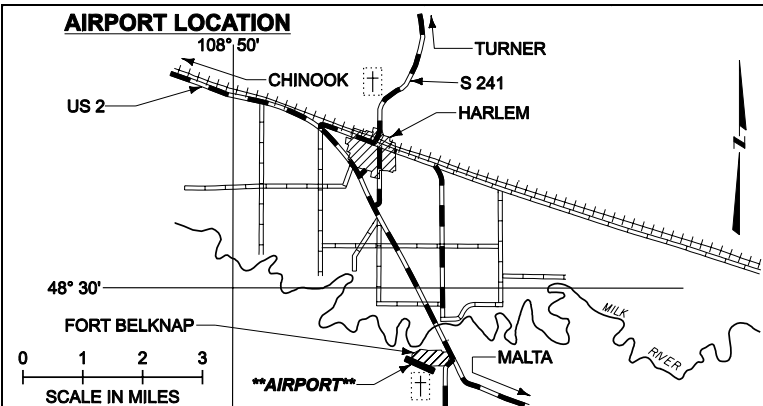 AIRPORT LOCATION
108° 50'
TURNER
CHINOOK
S 241
US 2
HARLEM
N
48° 30'
MILK
RIVER
FORT BELKNAP
MALTA
0 1 2 3
**AIRPORT**
SCALE IN MILES